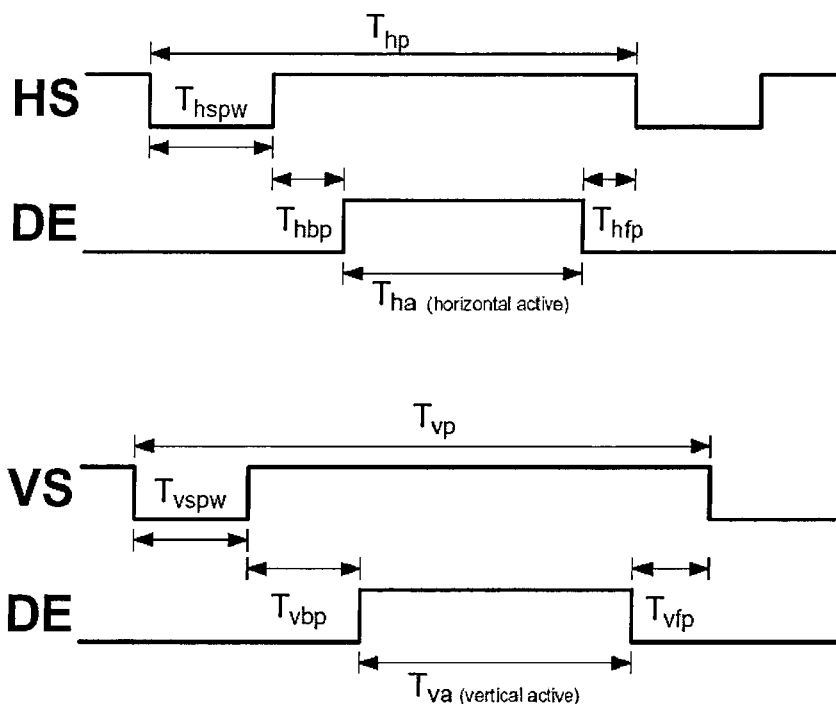 Thp
HS
Thspw
DE
Thbp
Thfp
Tha (horizontal active)
Tvp
VS
Tvspw
DE
Tvbp
Tvfp
Tva (vertical active)